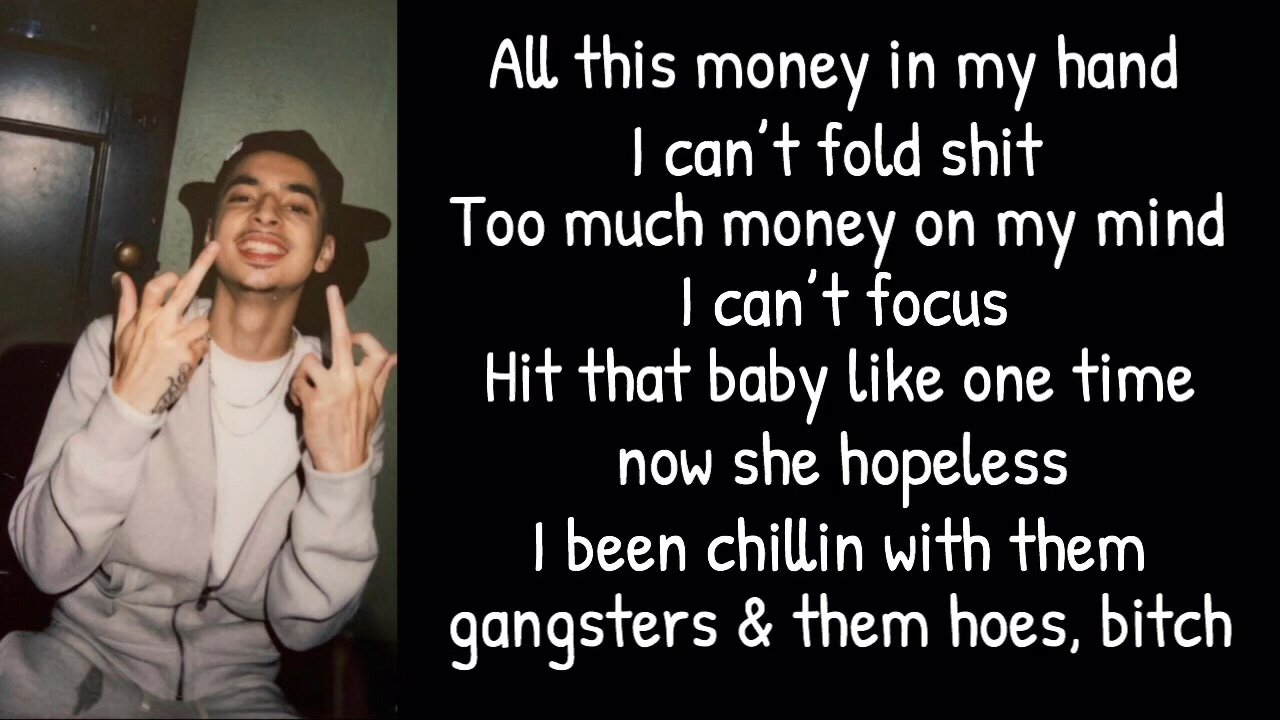 All this money in my hand
I can't fold shit
Too much money on my mind
I can't focus
Hit that baby like one time
now she hopeless
I been chillin with them
gangsters & them hoes, bitch